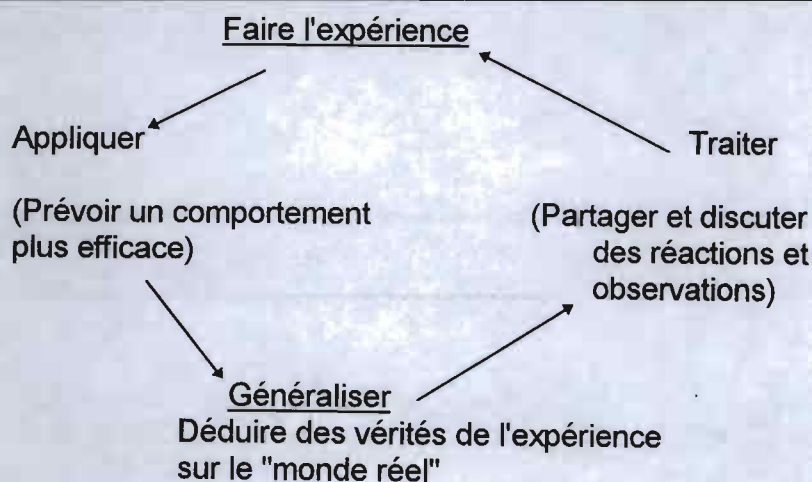 Faire l'expérience
Appliquer
(Prévoir un comportement
plus efficace)
Traiter
(Partager et discuter
des réactions et
observations)
Généraliser
Déduire des vérités de l'expérience
sur le "monde réel"